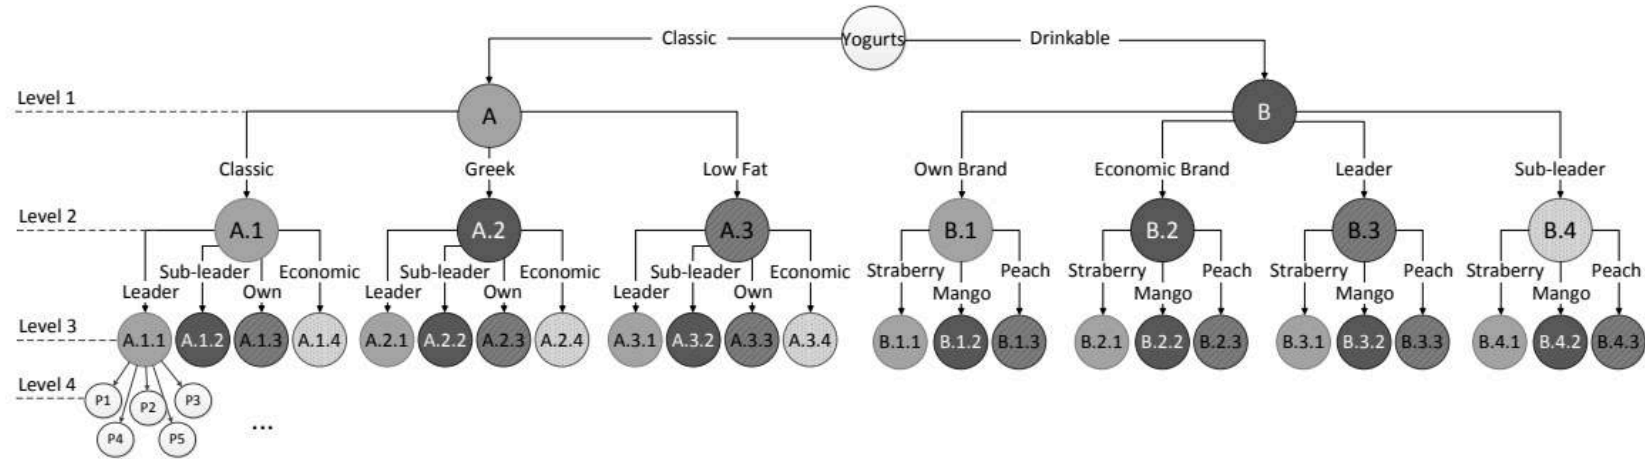 Classic Yogurts Drinkable
Level 1 A B
Classic Greek Low Fat Own Brand Economic Brand Leader Sub-leader
Level 2 A.1 A.2 A.3 B.1 B.2 B.3 B.4
Sub-leader Economic Sub-leader Economic Sub-leader Economic Straberry Peach Straberry Peach Straberry Peach Straberry Peach
Leader Own Leader Own Leader Own Mango Mango Mango Mango
Level 3 A.1.1 A.1.2 A.1.3 A.1.4 A.2.1 A.2.2 A.2.3 A.2.4 A.3.1 A.3.2 A.3.3 A.3.4 B.1.1 B.1.2 B.1.3 B.2.1 B.2.2 B.2.3 B.3.1 B.3.2 B.3.3 B.4.1 B.4.2 B.4.3
Level 4
P1 P2 P3
P4 P5 ...